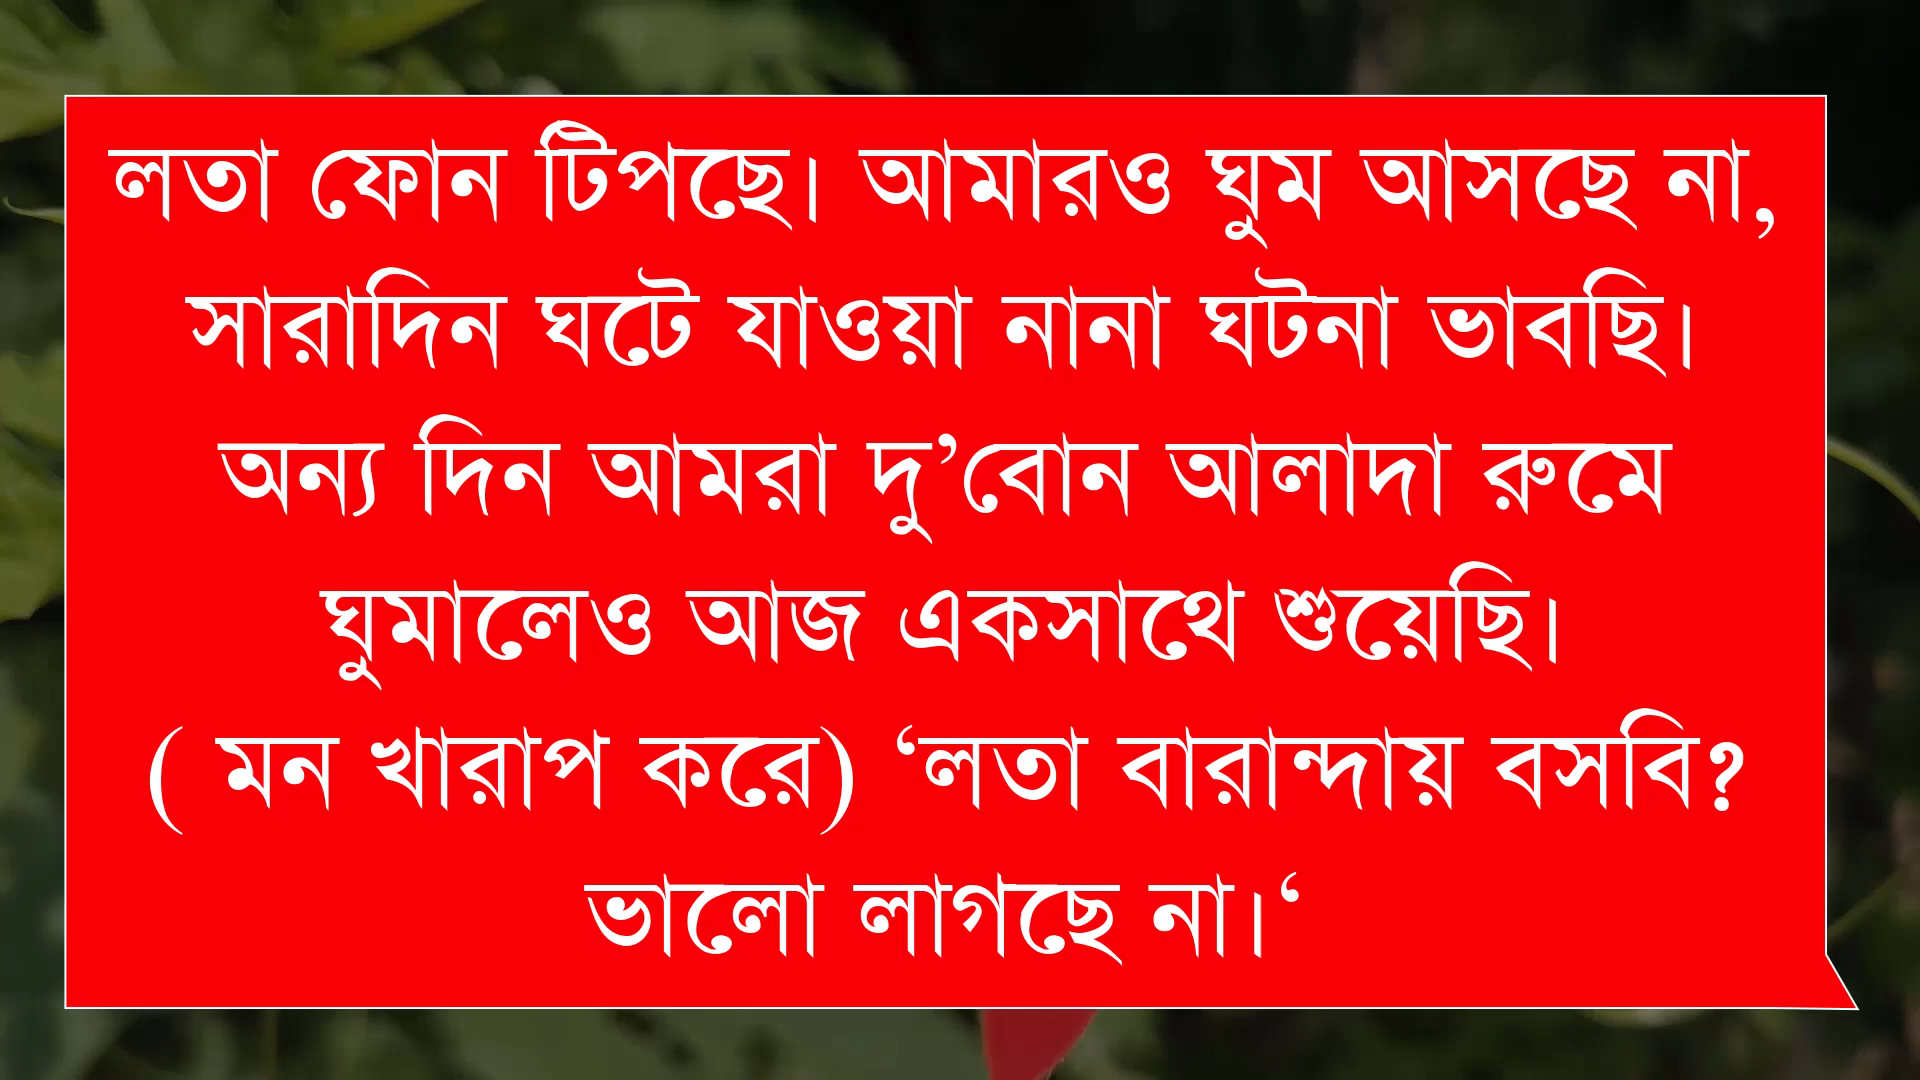 লতা ফোন টিপছে। আমারও ঘুম আসছে না,
সারাদিন ঘটে যাওয়া নানা ঘটনা ভাবছি।
অন্য দিন আমরা দু’বোন আলাদা রুমে
ঘুমালেও আজ একসাথে শুয়েছি।
( মন খারাপ করে) ‘লতা বারান্দায় বসবি?
ভালো লাগছে না।‘